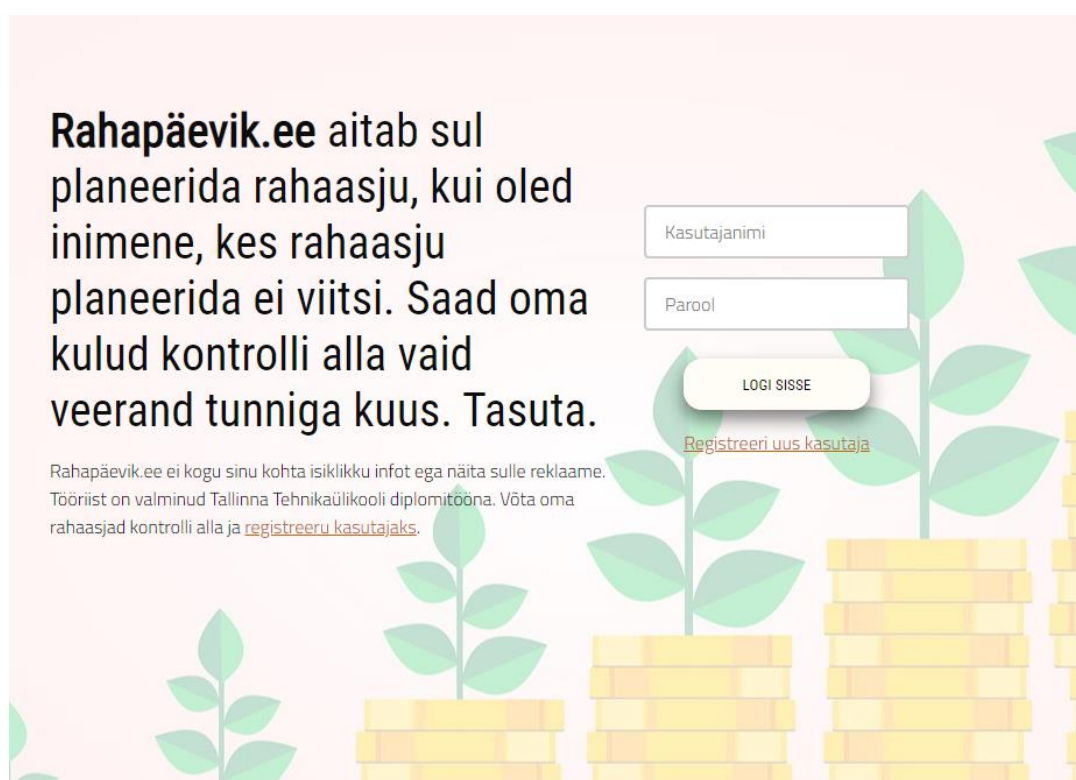 Rahapäevik.ee aitab sul
planeerida rahaasju, kui oled
inimene, kes rahaasju
planeerida ei viitsi. Saad oma
kulud kontrolli alla vaid
veerand tunniga kuus. Tasuta.
Rahapäevik.ee ei kogu sinu kohta isiklikku infot ega näita sulle reklaame.
Tööriist on valminud Tallinna Tehnikaülikooli diplomitööna. Võta oma
rahaasjad kontrolli alla ja registreeru kasutajaks.
Kasutajanimi
Parool
LOGI SISSE
Registreeri uus kasutaja